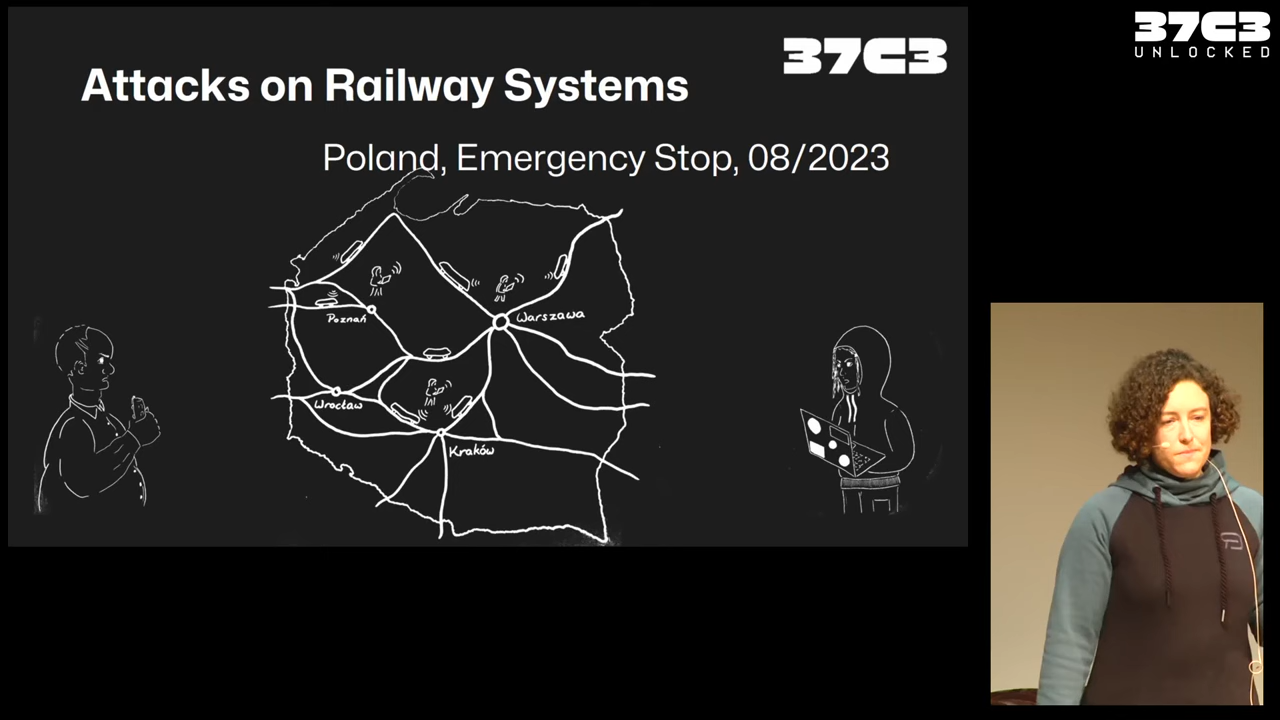 37C3
Attacks on Railway Systems
Poland, Emergency Stop, 08/2023
Poznań
Warszawa
Wrocław
Kraków
37C3
UNLOCKED